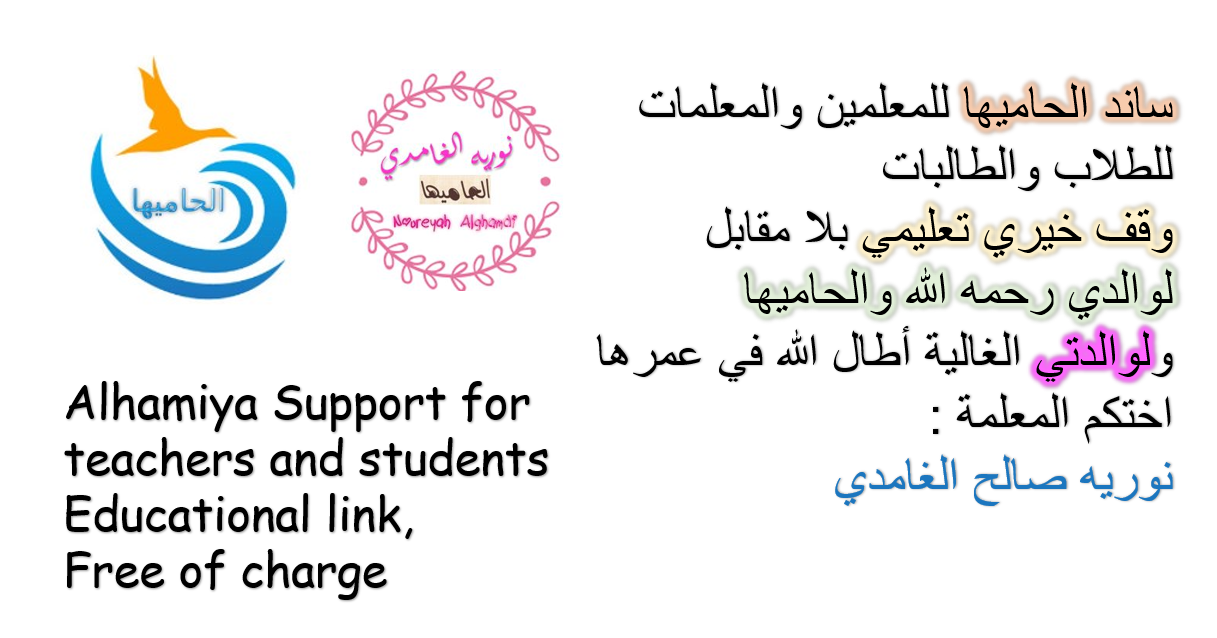 الحاميها
نوريه الغامدي
الحاميها
Nooreyah Alghamdi
ساند الحاميها للمعلمين والمعلمات
للطلاب والطالبات
وقف خيري تعليمي بلا مقابل
لوالدي رحمه الله والحاميها
ولوالدتي الغالية أطال الله في عمرها
اختكم المعلمة :
نوريه صالح الغامدي
Alhamiya Support for
teachers and students
Educational link,
Free of charge